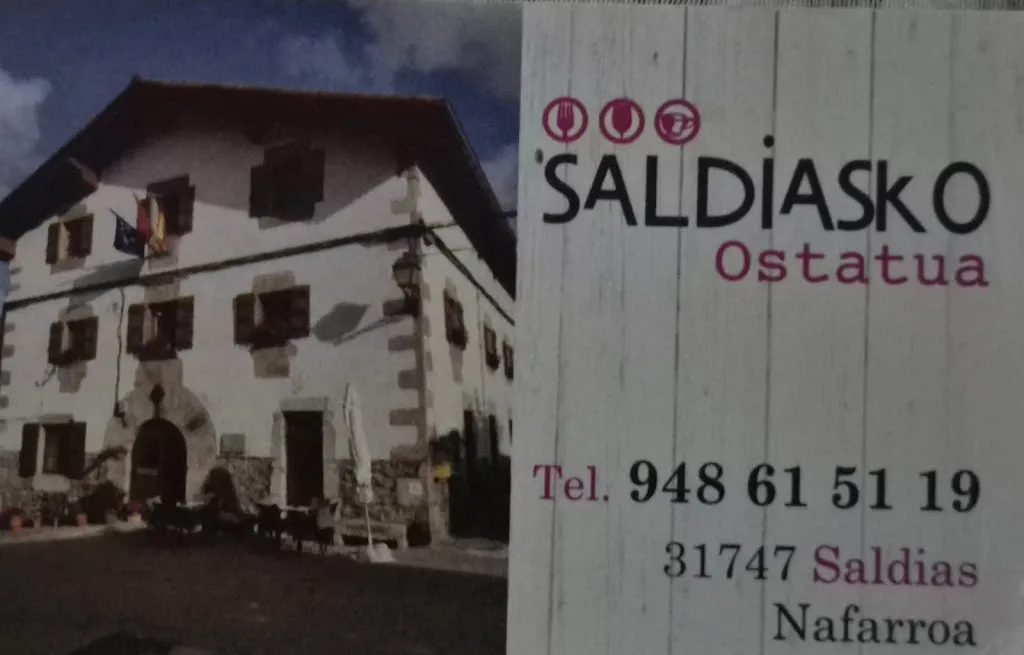 SALDIASKO
Ostatua
Tel. 948 61 51 19
31747 Saldias
Nafarroa